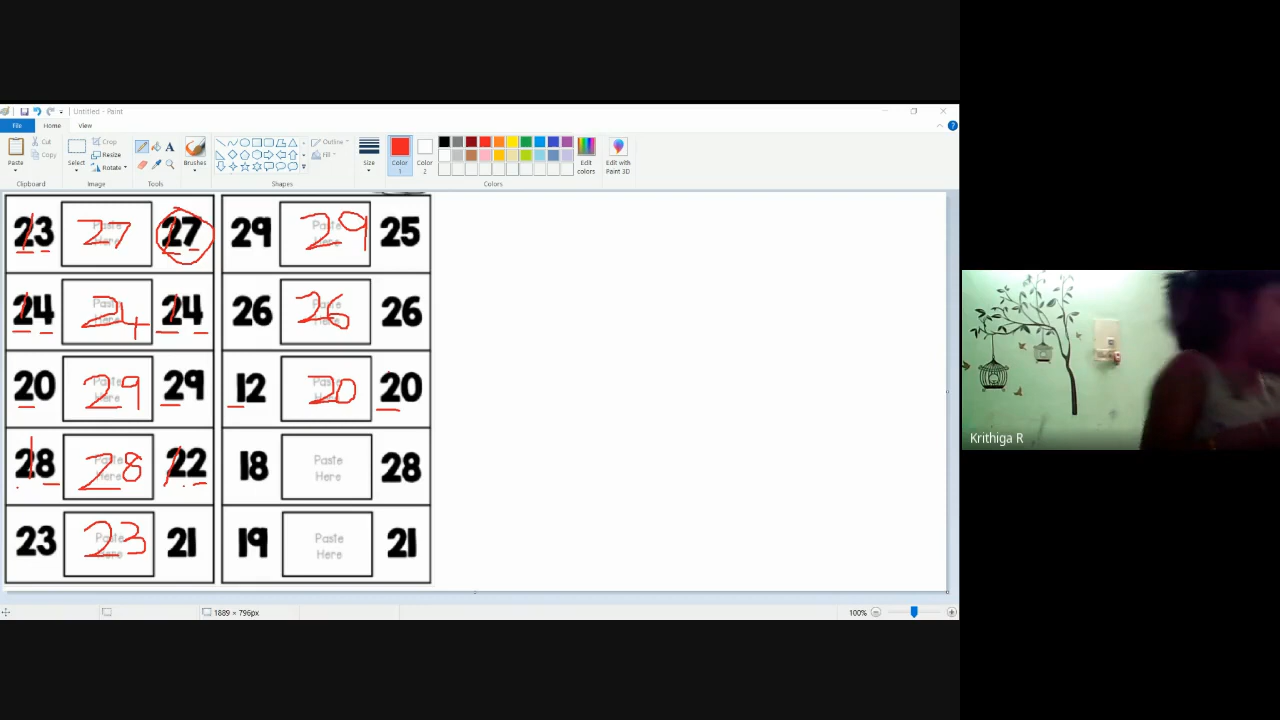 Untitled - Paint
File Home View
Paste Cut Copy Clipboard
Select Crop Resize Rotate Image
Tools
Brushes
Outline Fill Shapes
Size
Color 1 Color 2
Edit colors Edit with Paint 3D
Colors
23 27 27 29 29 25
24 24 24 26 26 26
20 29 29 12 20 20
28 28 22 18 Paste Here 28
23 23 21 19 Paste Here 21
Krithiga R
1889 × 796px 100%